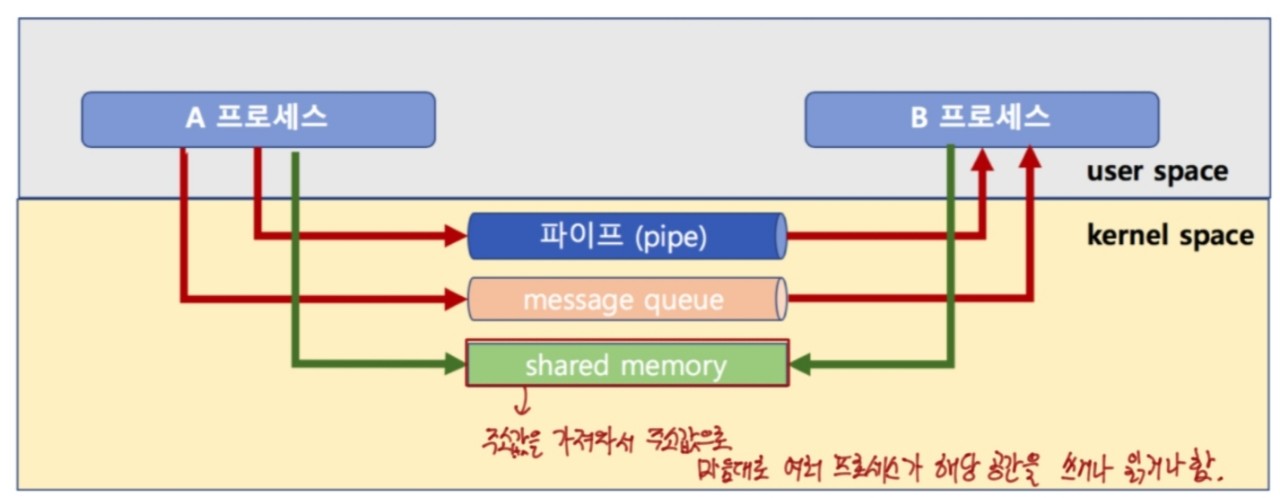 A 프로세스
B 프로세스
user space
파이프 (pipe)
kernel space
message queue
shared memory
주소값을 가져와서 주소값으로
마음대로 여러 프로세스가 해당 공간을 쓰거나 읽거나 함.